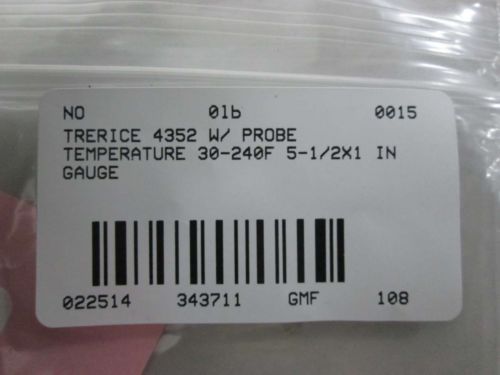 NO 01b 0015
TRERICE 4352 W/ PROBE
TEMPERATURE 30-240F 5-1/2X1 IN
GAUGE
022514 343711 GMF 108